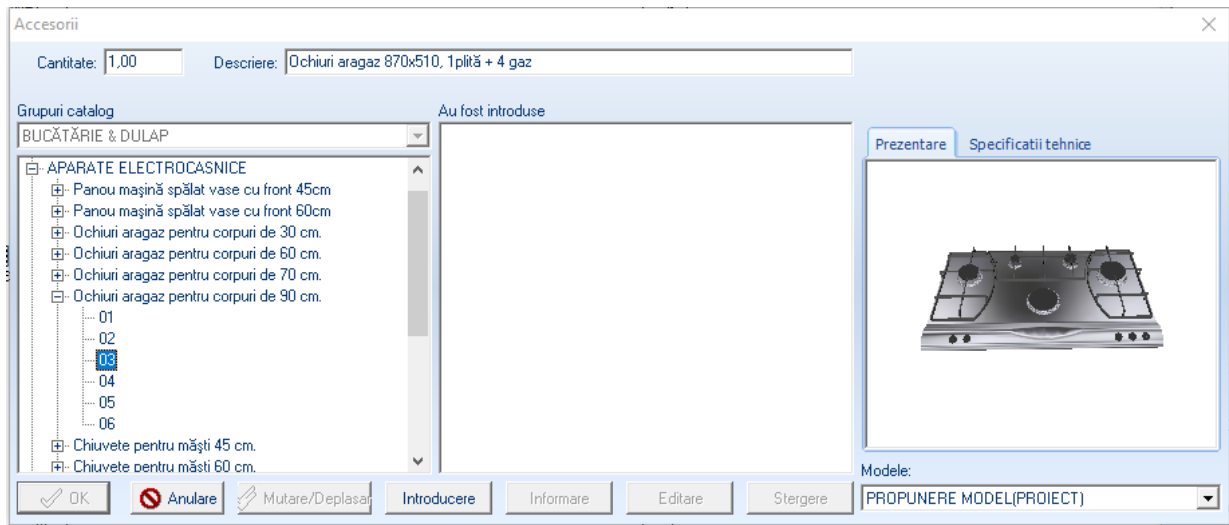 Accesorii
Cantitate: 1,00 Descriere: Ochiuri aragaz 870x510, 1plită + 4 gaz
Grupuri catalog
BUCĂTĂRIE & DULAP
APARATE ELECTROCASNICE
Panou maşină spălat vase cu front 45cm
Panou maşină spălat vase cu front 60cm
Ochiuri aragaz pentru corpuri de 30 cm.
Ochiuri aragaz pentru corpuri de 60 cm.
Ochiuri aragaz pentru corpuri de 70 cm.
Ochiuri aragaz pentru corpuri de 90 cm.
01
02
03
04
05
06
Chiuvete pentru măşti 45 cm.
Chiuvete pentru măşti 60 cm.
Au fost introduse
Prezentare Specificatii tehnice
Modele:
PROPUNERE MODEL(PROIECT)
OK Anulare Mutare/Deplasar Introducere Informare Editare Stergere